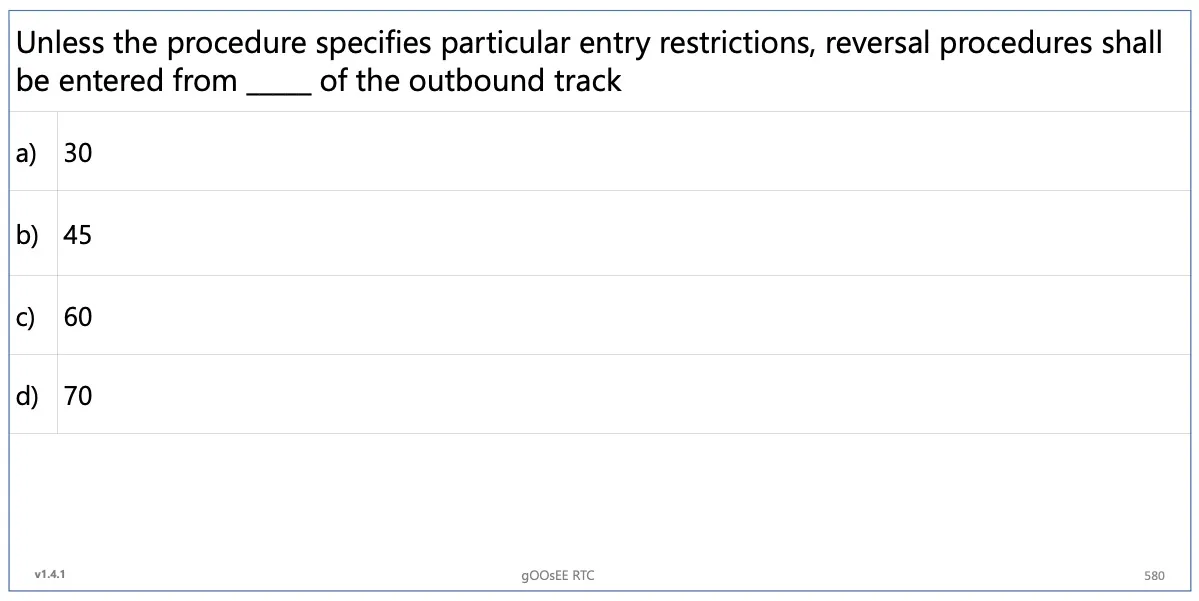 Unless the procedure specifies particular entry restrictions, reversal procedures shall
be entered from _____ of the outbound track
a) 30
b) 45
c) 60
d) 70
v1.4.1 gOOsEE RTC 580